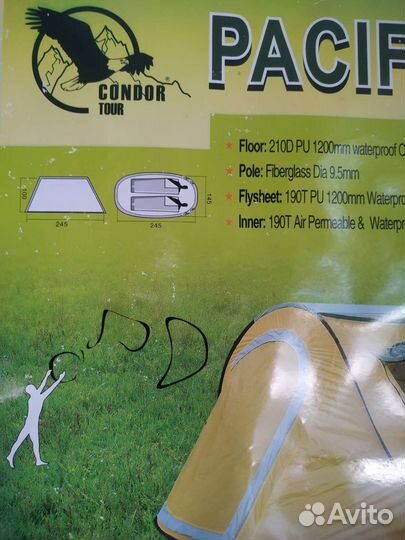 CONDOR
TOUR
PACIF
Floor: 210D PU 1200mm waterproof
Pole: Fiberglass Dia 9.5mm
Flysheet: 190T PU 1200mm Waterpro
Inner: 190T Air Permeable & Waterpr
100
245
245
145
Avito